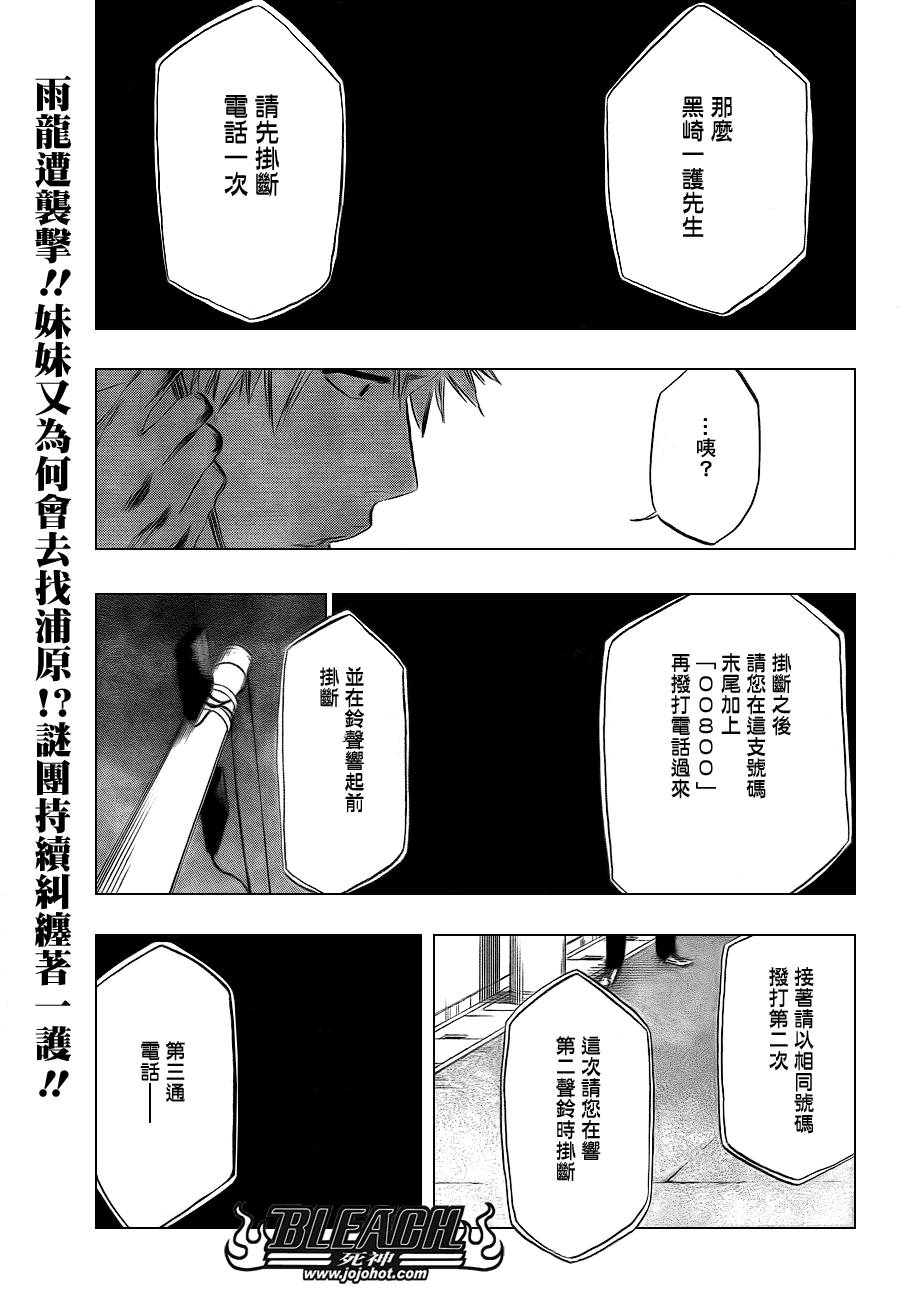 雨龍遭襲擊!!妹妹又為何會去找浦原!?謎團持續糾纏著一護!!
那麼
黑崎一護先生
請先掛斷
電話一次
…咦？
掛斷之後
請您在這支號碼
末尾加上
「00800」
再撥打電話過來
並在鈴聲響起前
掛斷
接著請以相同號碼
撥打第二次
這次請您在響
第二聲鈴時掛斷
第三通
電話——
BLEACH
死神
www.jojohot.com